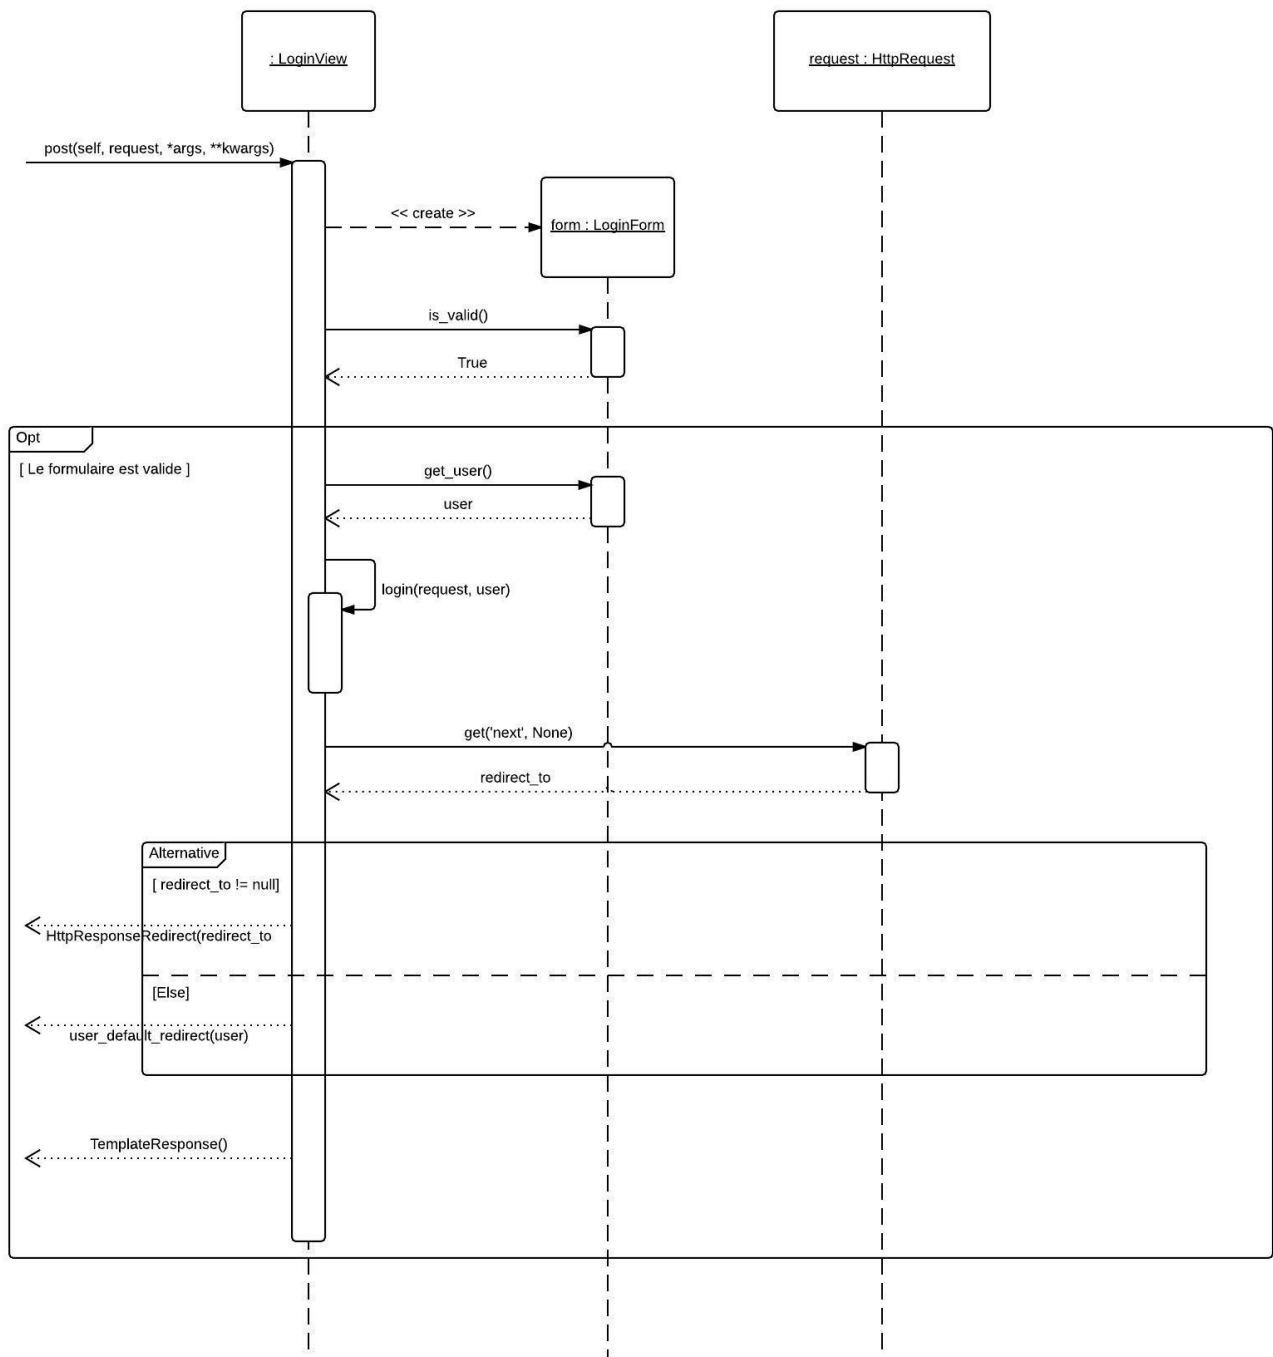 : LoginView
request : HttpRequest
post(self, request, *args, **kwargs)
<< create >>
form : LoginForm
is_valid()
True
Opt
[ Le formulaire est valide ]
get_user()
user
login(request, user)
get('next', None)
redirect_to
Alternative
[ redirect_to != null]
HttpResponseRedirect(redirect_to
[Else]
user_default_redirect(user)
TemplateResponse()